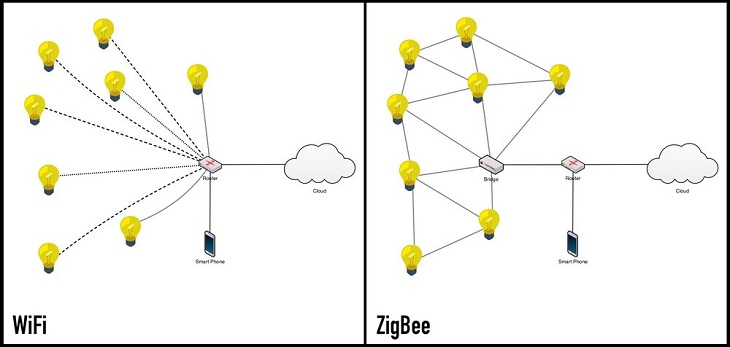 Router
Cloud
Smart Phone
WiFi
Bridge
Router
Cloud
Smart Phone
ZigBee